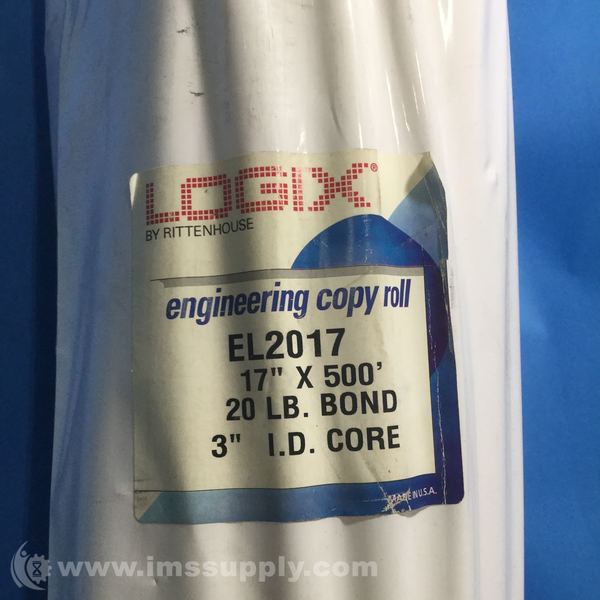 LOGIX®
BY RITTENHOUSE
engineering copy roll
EL2017
17" X 500'
20 LB. BOND
3" I.D. CORE
MADE IN U.S.A.
www.imssupply.com